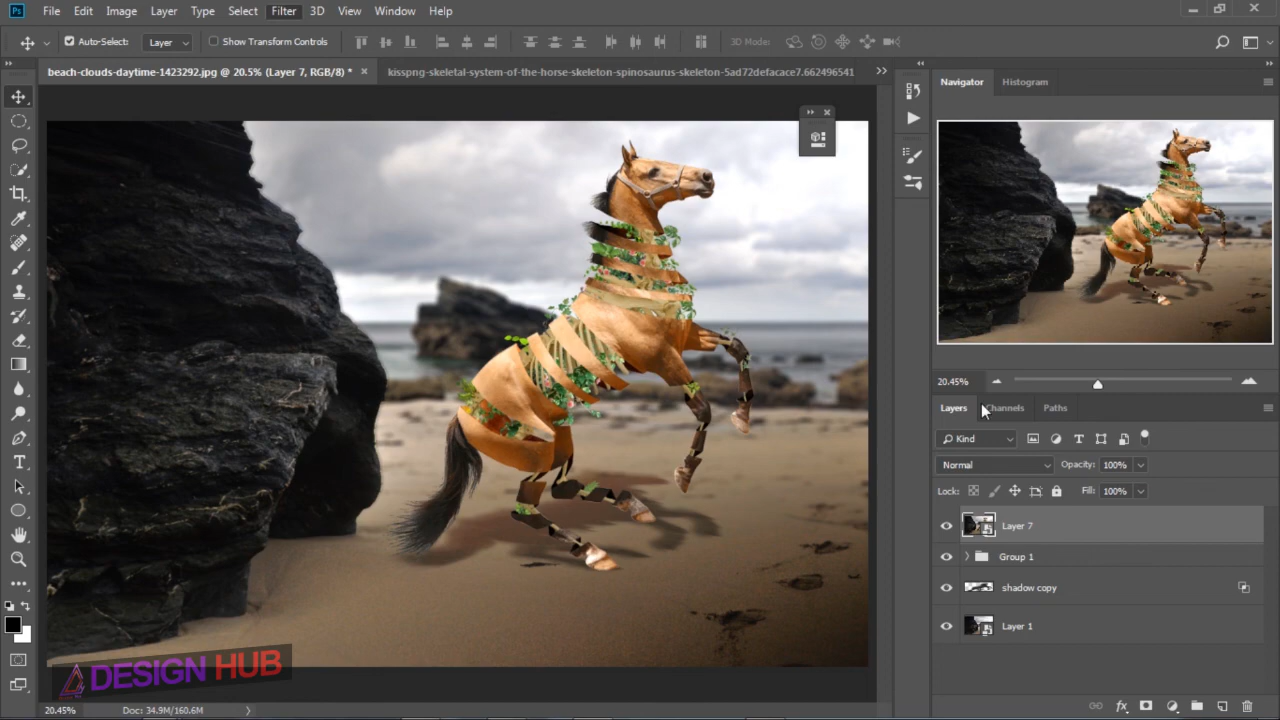 Ps File Edit Image Layer Type Select Filter 3D View Window Help
Auto-Select: Layer Show Transform Controls 3D Mode:
beach-clouds-daytime-1423292.jpg @ 20.5% (Layer 7, RGB/8) *
kisspng-skeletal-system-of-the-horse-skeleton-spinosaurus-skeleton-5ad72defacace7.662496541
Navigator Histogram
20.45%
Layers Channels Paths
Kind
Normal Opacity: 100%
Lock: Fill: 100%
Layer 7
Group 1
shadow copy
Layer 1
DESIGN HUB
20.45% Doc: 34.9M/160.6M